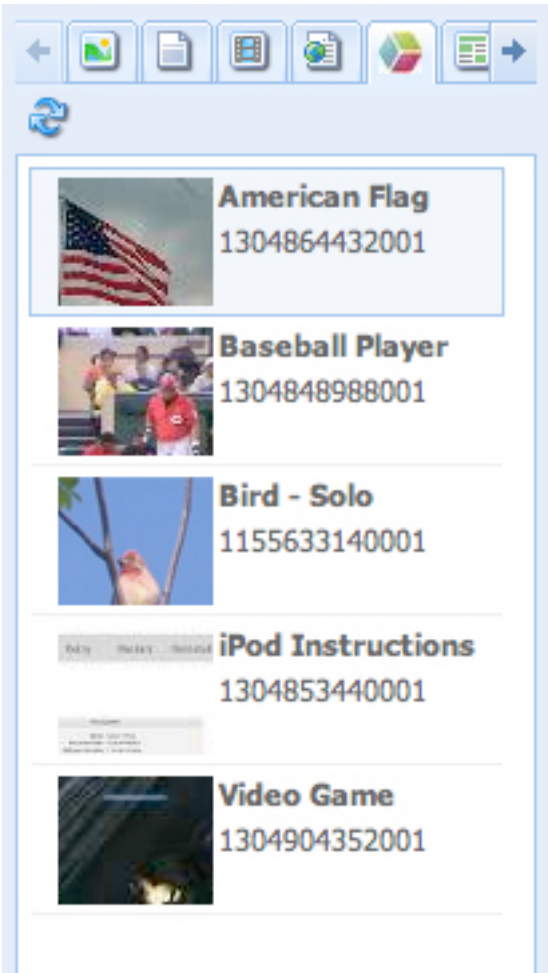 American Flag
1304864432001
Baseball Player
1304848988001
Bird - Solo
1155633140001
iPod Instructions
1304853440001
Video Game
1304904352001